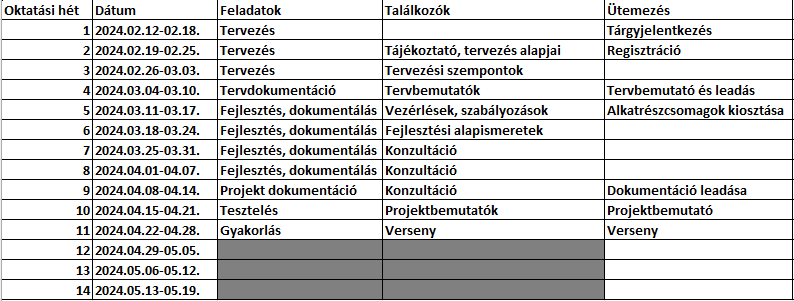 Oktatási hét Dátum Feladatok Találkózók Ütemezés
1 2024.02.12-02.18. Tervezés Tárgyjelentkezés
2 2024.02.19-02.25. Tervezés Tájékoztató, tervezés alapjai Regisztráció
3 2024.02.26-03.03. Tervezés Tervezési szempontok
4 2024.03.04-03.10. Tervdokumentáció Tervbemutatók Tervbemutató és leadás
5 2024.03.11-03.17. Fejlesztés, dokumentálás Vezérlések, szabályozások Alkatrészcsomagok kiosztása
6 2024.03.18-03.24. Fejlesztés, dokumentálás Fejlesztési alapismeretek
7 2024.03.25-03.31. Fejlesztés, dokumentálás Konzultáció
8 2024.04.01-04.07. Fejlesztés, dokumentálás Konzultáció
9 2024.04.08-04.14. Projekt dokumentáció Konzultáció Dokumentáció leadása
10 2024.04.15-04.21. Tesztelés Projektbemutatók Projektbemutató
11 2024.04.22-04.28. Gyakorlás Verseny Verseny
12 2024.04.29-05.05.
13 2024.05.06-05.12.
14 2024.05.13-05.19.